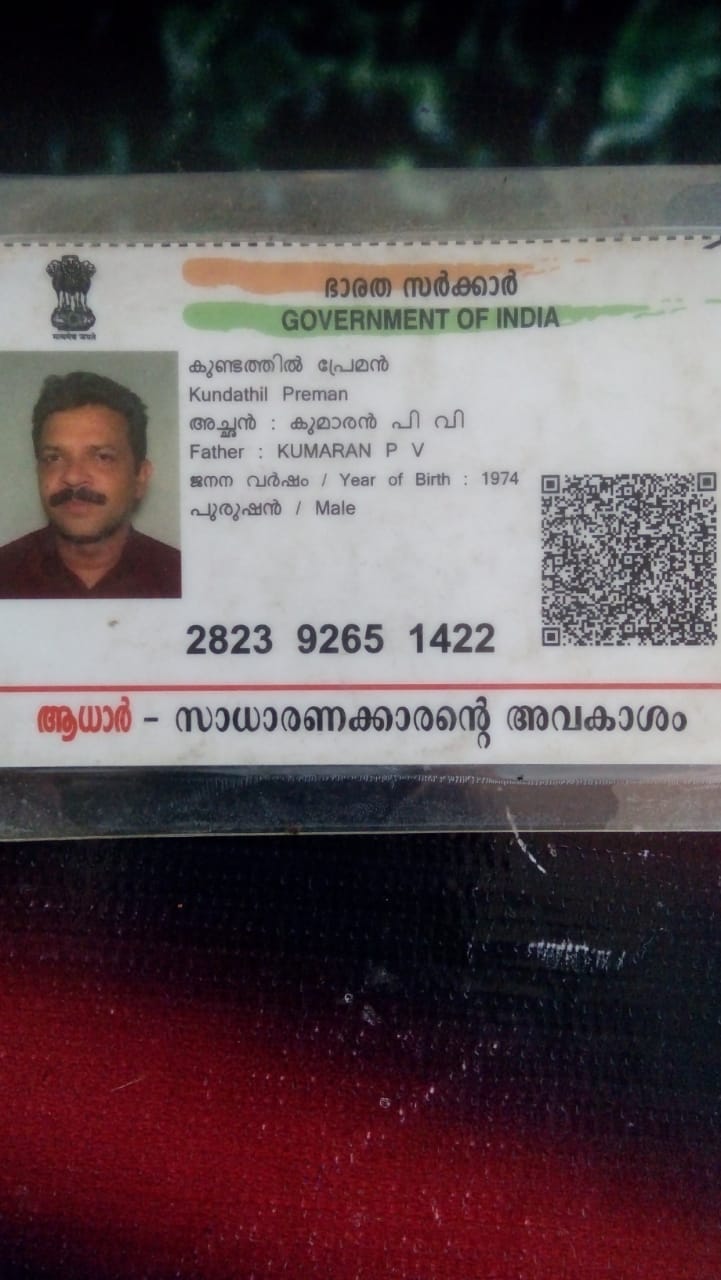 ഭാരത സർക്കാർ
GOVERNMENT OF INDIA
सत्यमेव जयते
കുണ്ടത്തിൽ പ്രേമൻ
Kundathil Preman
അച്ഛൻ : കുമാരൻ പി വി
Father : KUMARAN P V
ജനന വർഷം / Year of Birth : 1974
പുരുഷൻ / Male
2823 9265 1422
ആധാർ - സാധാരണക്കാരന്റെ അവകാശം